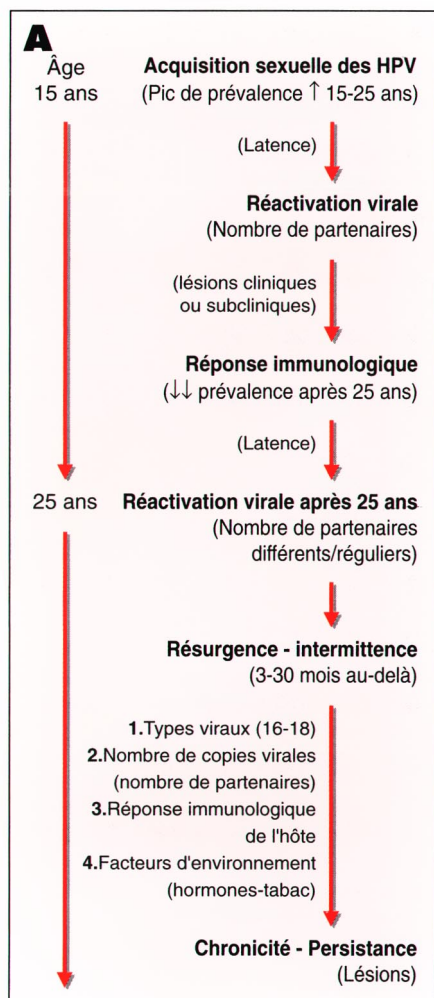 A
Âge
15 ans
Acquisition sexuelle des HPV
(Pic de prévalence ↑ 15-25 ans)
(Latence)
Réactivation virale
(Nombre de partenaires)
(lésions cliniques
ou subcliniques)
Réponse immunologique
(↓↓ prévalence après 25 ans)
(Latence)
25 ans
Réactivation virale après 25 ans
(Nombre de partenaires
différents/réguliers)
Résurgence - intermittence
(3-30 mois au-delà)
1.Types viraux (16-18)
2.Nombre de copies virales
(nombre de partenaires)
3.Réponse immunologique
de l'hôte
4.Facteurs d'environnement
(hormones-tabac)
Chronicité - Persistance
(Lésions)